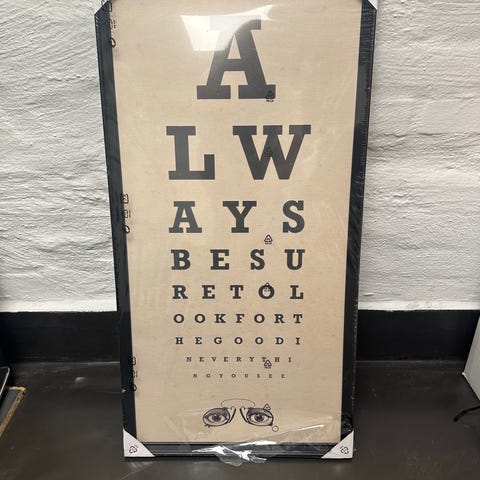 A
LW
AYS
BESU
RETOL
OOKFORT
HEGOODI
NEVERYTHI
NGYOUSEE